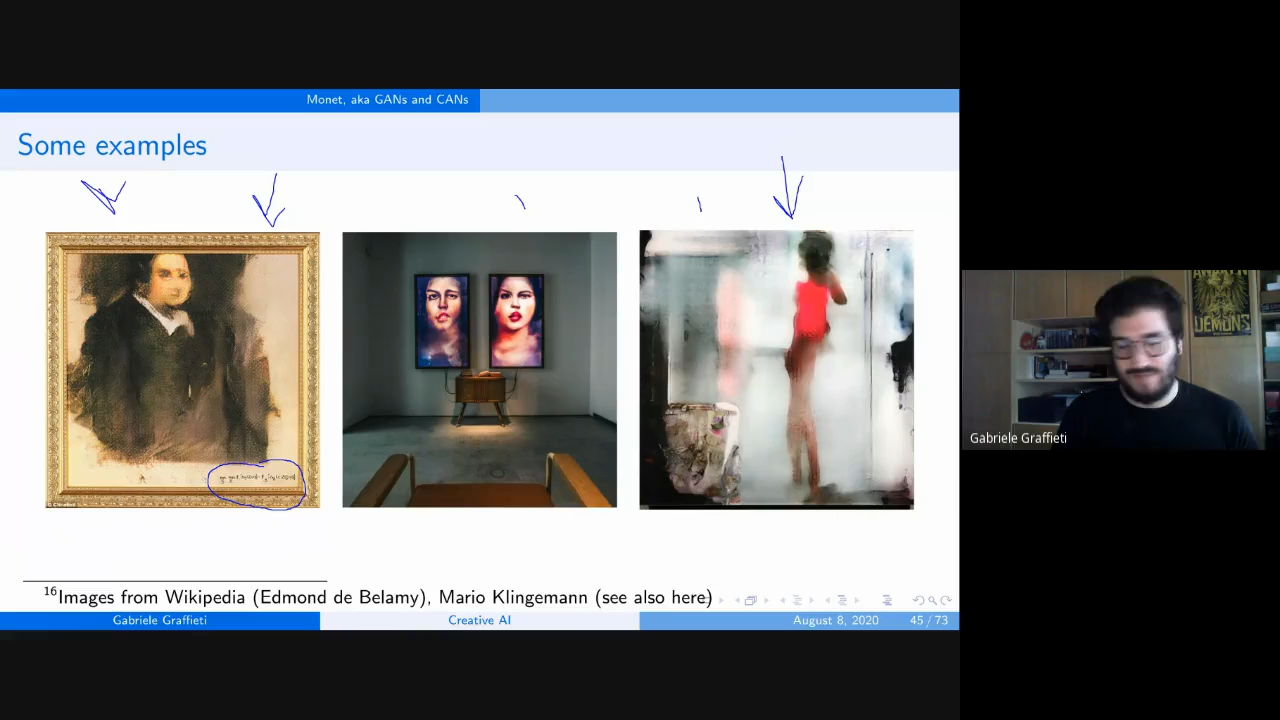 Monet, aka GANs and CANs
Some examples
16Images from Wikipedia (Edmond de Belamy), Mario Klingemann (see also here)
Gabriele Graffieti
Creative AI
August 8, 2020
45 / 73
DEMONS
Gabriele Graffieti